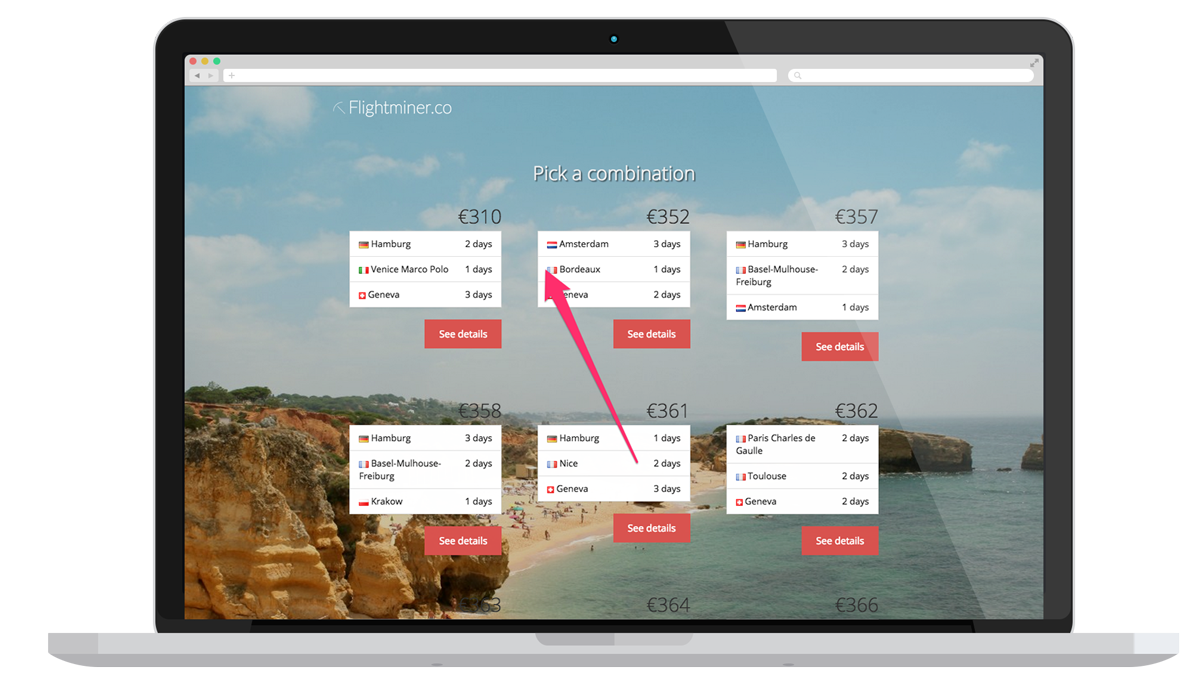 Flightminer.co
Pick a combination
€310
Hamburg 2 days
Venice Marco Polo 1 days
Geneva 3 days
See details
€352
Amsterdam 3 days
Bordeaux 1 days
Geneva 2 days
See details
€357
Hamburg 3 days
Basel-Mulhouse- 2 days
Freiburg
Amsterdam 1 days
See details
€358
Hamburg 3 days
Basel-Mulhouse- 2 days
Freiburg
Krakow 1 days
See details
€361
Hamburg 1 days
Nice 2 days
Geneva 3 days
See details
€362
Paris Charles de 2 days
Gaulle
Toulouse 2 days
Geneva 2 days
See details
€363
€364
€366